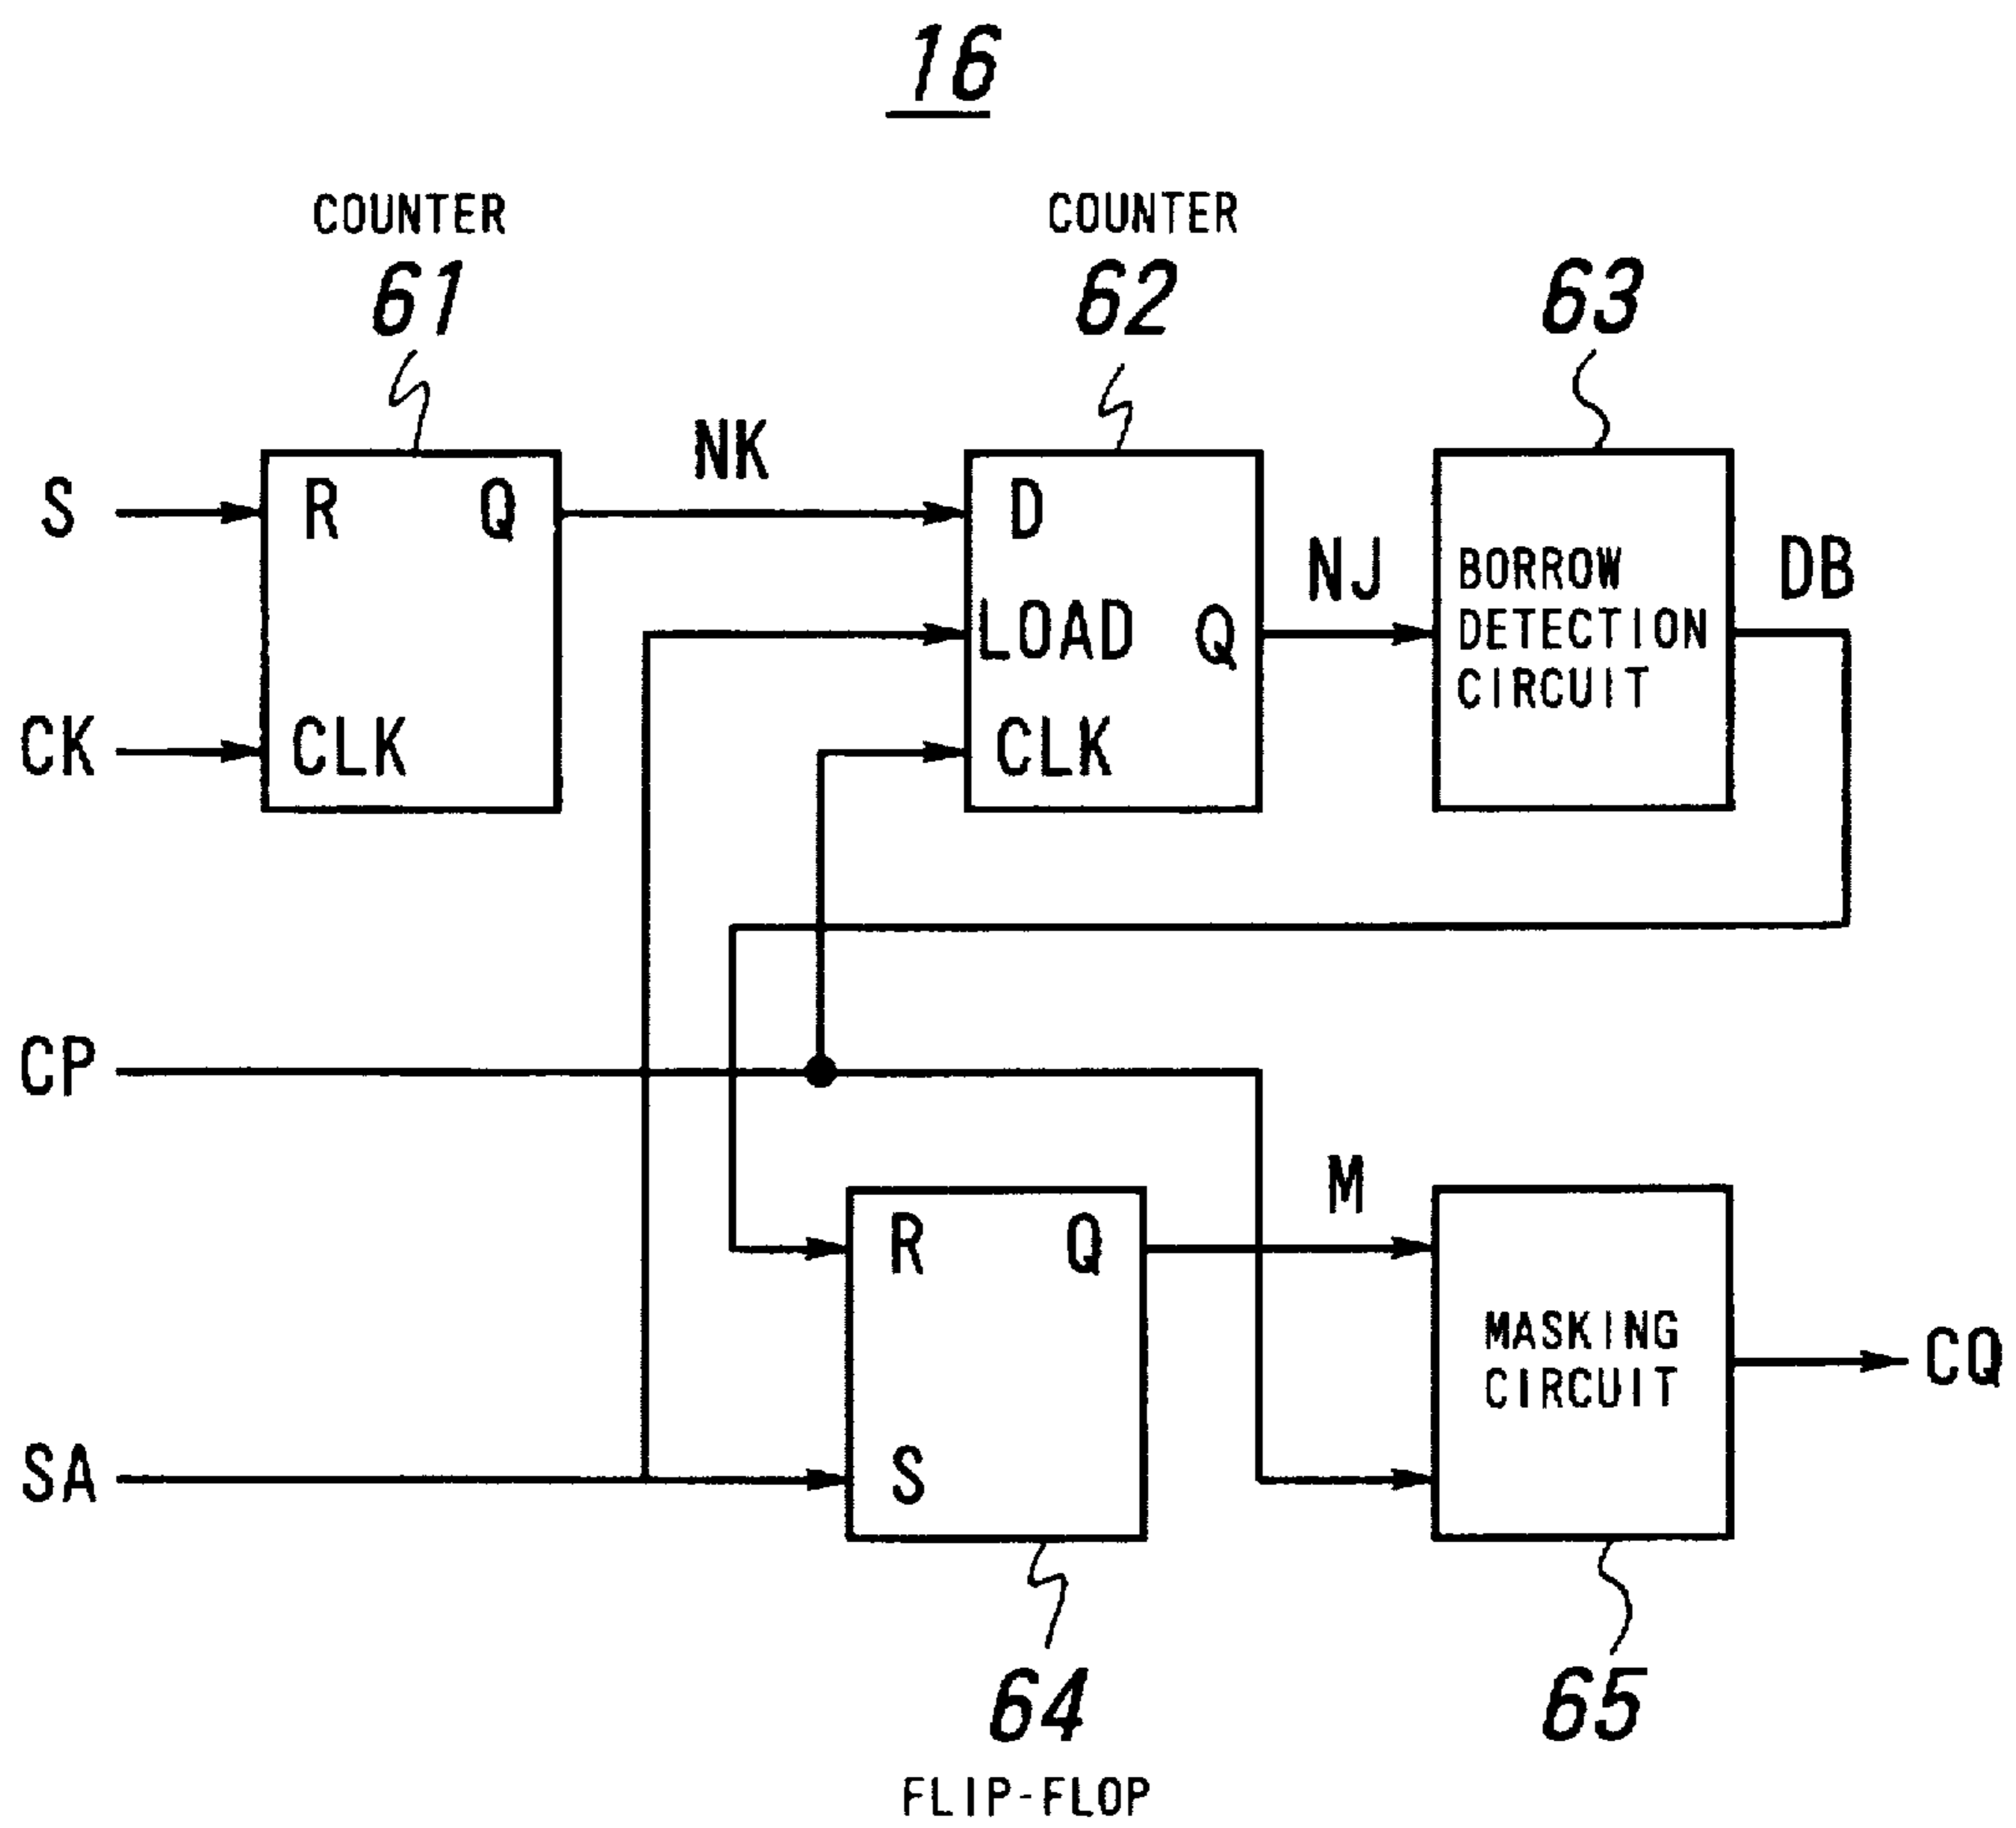 16
COUNTER
61
COUNTER
62
63
S
R
Q
NK
D
CK
CLK
LOAD
Q
CLK
NJ
BORROW
DETECTION
CIRCUIT
DB
CP
R
Q
M
SA
S
MASKING
CIRCUIT
CQ
64
FLIP-FLOP
65